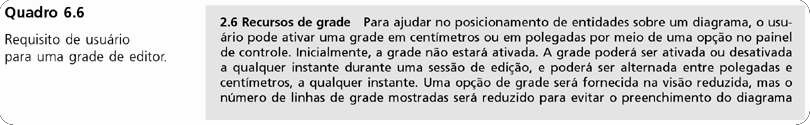 Quadro 6.6
Requisito de usuário
para uma grade de editor.
2.6 Recursos de grade Para ajudar no posicionamento de entidades sobre um diagrama, o usu-
ário pode ativar uma grade em centímetros ou em polegadas por meio de uma opção no painel
de controle. Inicialmente, a grade não estará ativada. A grade poderá ser ativada ou desativada
a qualquer instante durante uma sessão de edição, e poderá ser alternada entre polegadas e
centímetros, a qualquer instante. Uma opção de grade será fornecida na visão reduzida, mas o
número de linhas de grade mostradas será reduzido para evitar o preenchimento do diagrama